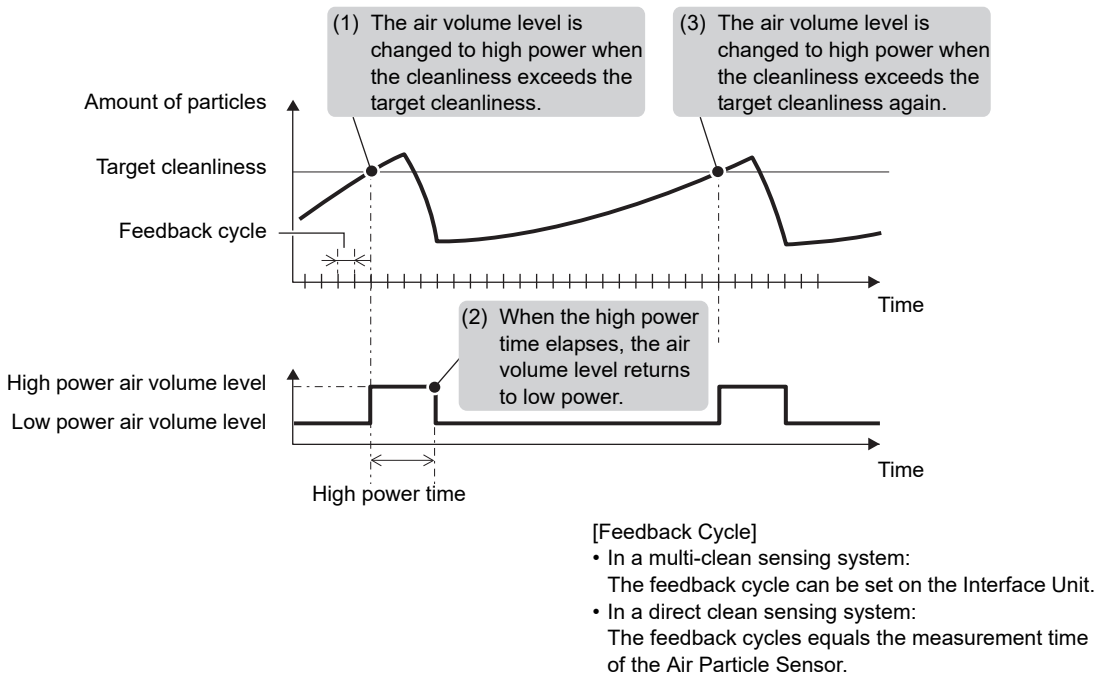 (1) The air volume level is
changed to high power when
the cleanliness exceeds the
target cleanliness.
(3) The air volume level is
changed to high power when
the cleanliness exceeds the
target cleanliness again.
Amount of particles
Target cleanliness
Feedback cycle
Time
(2) When the high power
time elapses, the air
volume level returns
to low power.
High power air volume level
Low power air volume level
Time
High power time
[Feedback Cycle]
• In a multi-clean sensing system:
The feedback cycle can be set on the Interface Unit.
• In a direct clean sensing system:
The feedback cycles equals the measurement time
of the Air Particle Sensor.